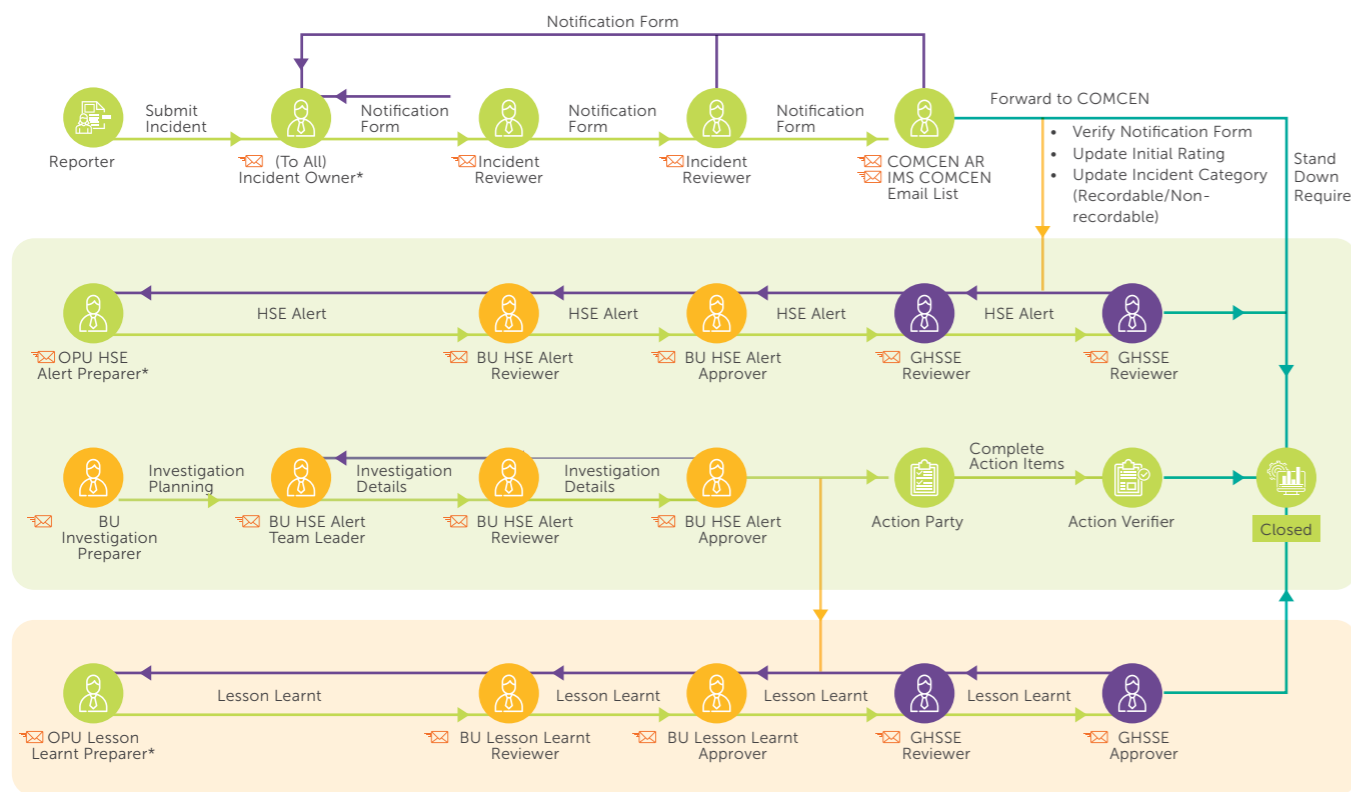 Notification Form
Submit
Incident
Notification
Form
Notification
Form
Notification
Form
Forward to COMCEN
• Verify Notification Form
• Update Initial Rating
• Update Incident Category
(Recordable/Non-
recordable)
Stand
Down
Require
Reporter
(To All)
Incident Owner*
Incident
Reviewer
Incident
Reviewer
COMCEN AR
IMS COMCEN
Email List
HSE Alert
HSE Alert
HSE Alert
HSE Alert
OPU HSE
Alert Preparer*
BU HSE Alert
Reviewer
BU HSE Alert
Approver
GHSSE
Reviewer
GHSSE
Reviewer
Investigation
Planning
Investigation
Details
Investigation
Details
Complete
Action Items
BU
Investigation
Preparer
BU HSE Alert
Team Leader
BU HSE Alert
Reviewer
BU HSE Alert
Approver
Action Party
Action Verifier
Closed
Lesson Learnt
Lesson Learnt
Lesson Learnt
Lesson Learnt
OPU Lesson
Learnt Preparer*
BU Lesson Learnt
Reviewer
BU Lesson Learnt
Approver
GHSSE
Reviewer
GHSSE
Approver